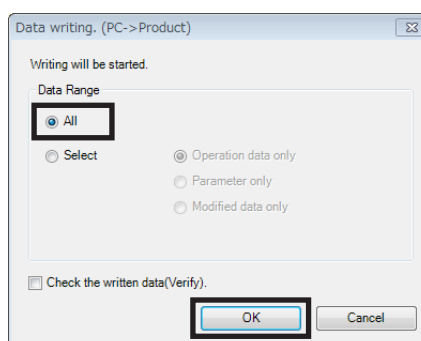 Data writing. (PC->Product)
Writing will be started.
Data Range
All
Select
Operation data only
Parameter only
Modified data only
Check the written data(Verify).
OK
Cancel